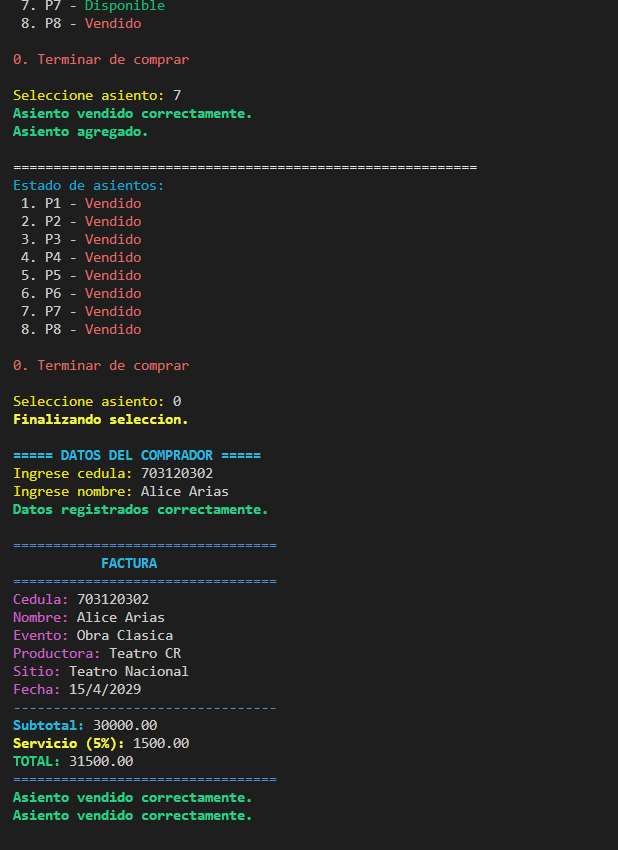 7. P7 - Disponible
8. P8 - Vendido
0. Terminar de comprar
Seleccione asiento: 7
Asiento vendido correctamente.
Asiento agregado.
==========================================================
Estado de asientos:
1. P1 - Vendido
2. P2 - Vendido
3. P3 - Vendido
4. P4 - Vendido
5. P5 - Vendido
6. P6 - Vendido
7. P7 - Vendido
8. P8 - Vendido
0. Terminar de comprar
Seleccione asiento: 0
Finalizando seleccion.
===== DATOS DEL COMPRADOR =====
Ingrese cedula: 703120302
Ingrese nombre: Alice Arias
Datos registrados correctamente.
=================================
FACTURA
=================================
Cedula: 703120302
Nombre: Alice Arias
Evento: Obra Clasica
Productora: Teatro CR
Sitio: Teatro Nacional
Fecha: 15/4/2029
---------------------------------
Subtotal: 30000.00
Servicio (5%): 1500.00
TOTAL: 31500.00
=================================
Asiento vendido correctamente.
Asiento vendido correctamente.